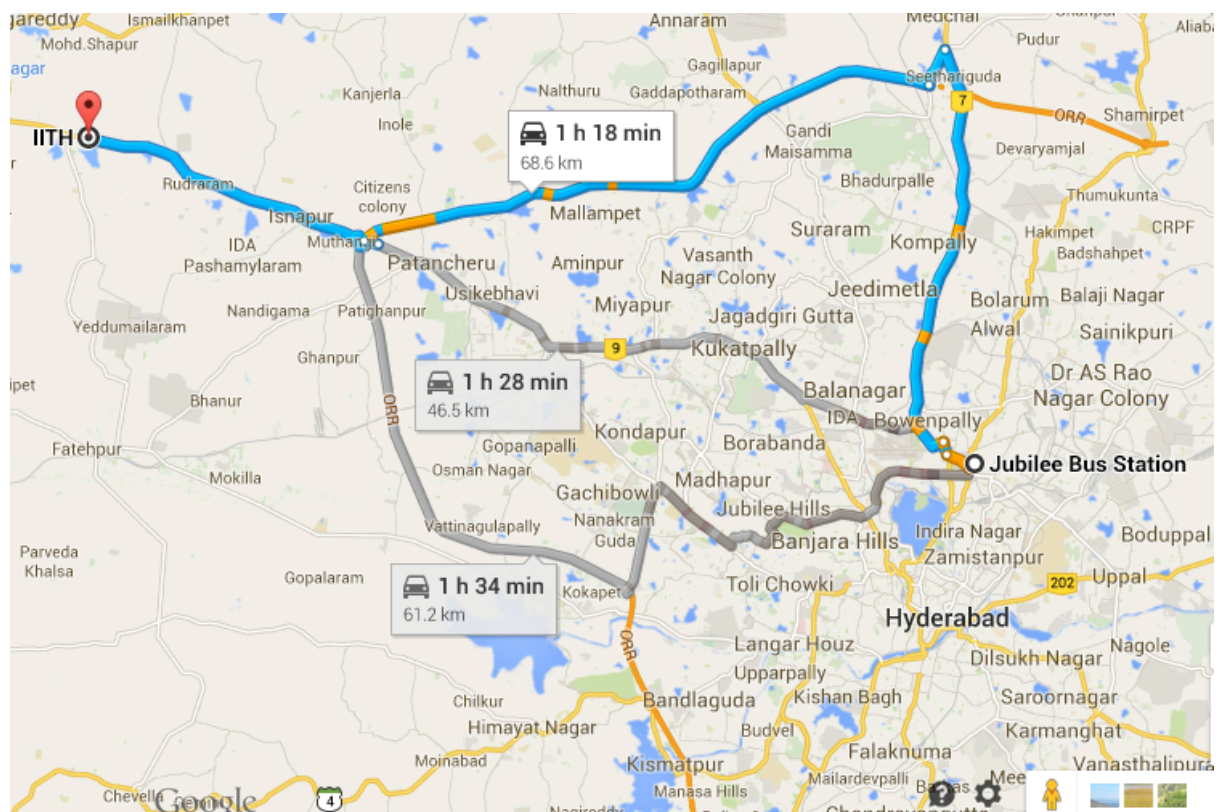 Ismailkhanpet
Annaram
Medchal
Mohd.Shapur
Pudur
Gagillapur
Seethariguda
Kanjerla
Nalthuru
Gaddapotharam
7
ORR
Shamirpet
Inole
1 h 18 min
68.6 km
Gandi
Maisamma
Devaryamjal
IITH
Rudraram
Citizens
colony
Bhadurpalle
Thumukunta
Isnapur
Mallampet
Suraram
Kompally
Hakimpet
CRPF
IDA
Pashamylaram
Patancheru
Aminpur
Vasanth
Nagar Colony
Badshahpet
Usikebhavi
Miyapur
Jeedimetla
Bolarum
Balaji Nagar
Nandigama
Patighanpur
Jagadgiri Gutta
Alwal
Sainikpuri
Yeddumailaram
9
Kukatpally
Ghanpur
1 h 28 min
46.5 km
Balanagar
Dr AS Rao
Nagar Colony
Bhanur
ORR
IDA
Bowenpally
Kondapur
Borabanda
Fatehpur
Gopanapalli
Jubilee Bus Station
Mokilla
Osman Nagar
Madhapur
Gachibowli
Jubilee Hills
Vattinagulapally
Nanakram
Guda
Banjara Hills
Indira Nagar
Zamistanpur
Boduppal
Parveda
Khalsa
Gopalaram
1 h 34 min
61.2 km
Kokapet
Toli Chowki
202
Uppal
Hyderabad
ORR
Langar Houz
Dilsukh Nagar
Nagole
Upparpally
Chilkur
Bandlaguda
Kishan Bagh
Saroornagar
Himayat Nagar
Budvel
Karmanghat
Moinabad
Falaknuma
Kismatpur
Vanasthalipura
Mailardevpalli
Chevella
Google
4
Manasa Hills